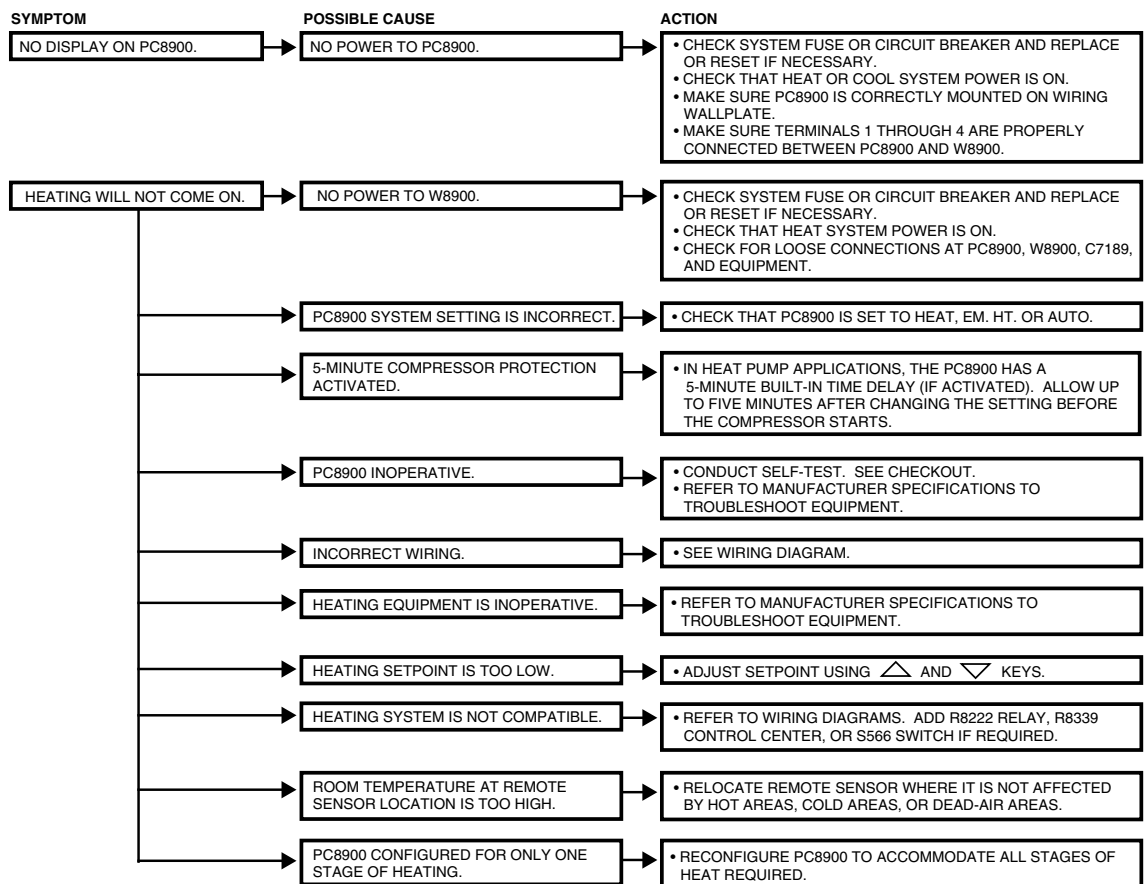 SYMPTOM POSSIBLE CAUSE ACTION
NO DISPLAY ON PC8900.
NO POWER TO PC8900.
• CHECK SYSTEM FUSE OR CIRCUIT BREAKER AND REPLACE
OR RESET IF NECESSARY.
• CHECK THAT HEAT OR COOL SYSTEM POWER IS ON.
• MAKE SURE PC8900 IS CORRECTLY MOUNTED ON WIRING
WALLPLATE.
• MAKE SURE TERMINALS 1 THROUGH 4 ARE PROPERLY
CONNECTED BETWEEN PC8900 AND W8900.
HEATING WILL NOT COME ON.
NO POWER TO W8900.
• CHECK SYSTEM FUSE OR CIRCUIT BREAKER AND REPLACE
OR RESET IF NECESSARY.
• CHECK THAT HEAT SYSTEM POWER IS ON.
• CHECK FOR LOOSE CONNECTIONS AT PC8900, W8900, C7189,
AND EQUIPMENT.
PC8900 SYSTEM SETTING IS INCORRECT.
• CHECK THAT PC8900 IS SET TO HEAT, EM. HT. OR AUTO.
5-MINUTE COMPRESSOR PROTECTION
ACTIVATED.
• IN HEAT PUMP APPLICATIONS, THE PC8900 HAS A
5-MINUTE BUILT-IN TIME DELAY (IF ACTIVATED). ALLOW UP
TO FIVE MINUTES AFTER CHANGING THE SETTING BEFORE
THE COMPRESSOR STARTS.
PC8900 INOPERATIVE.
• CONDUCT SELF-TEST. SEE CHECKOUT.
• REFER TO MANUFACTURER SPECIFICATIONS TO
TROUBLESHOOT EQUIPMENT.
INCORRECT WIRING.
• SEE WIRING DIAGRAM.
HEATING EQUIPMENT IS INOPERATIVE.
• REFER TO MANUFACTURER SPECIFICATIONS TO
TROUBLESHOOT EQUIPMENT.
HEATING SETPOINT IS TOO LOW.
• ADJUST SETPOINT USING △ AND ▽ KEYS.
HEATING SYSTEM IS NOT COMPATIBLE.
• REFER TO WIRING DIAGRAMS. ADD R8222 RELAY, R8339
CONTROL CENTER, OR S566 SWITCH IF REQUIRED.
ROOM TEMPERATURE AT REMOTE
SENSOR LOCATION IS TOO HIGH.
• RELOCATE REMOTE SENSOR WHERE IT IS NOT AFFECTED
BY HOT AREAS, COLD AREAS, OR DEAD-AIR AREAS.
PC8900 CONFIGURED FOR ONLY ONE
STAGE OF HEATING.
• RECONFIGURE PC8900 TO ACCOMMODATE ALL STAGES OF
HEAT REQUIRED.